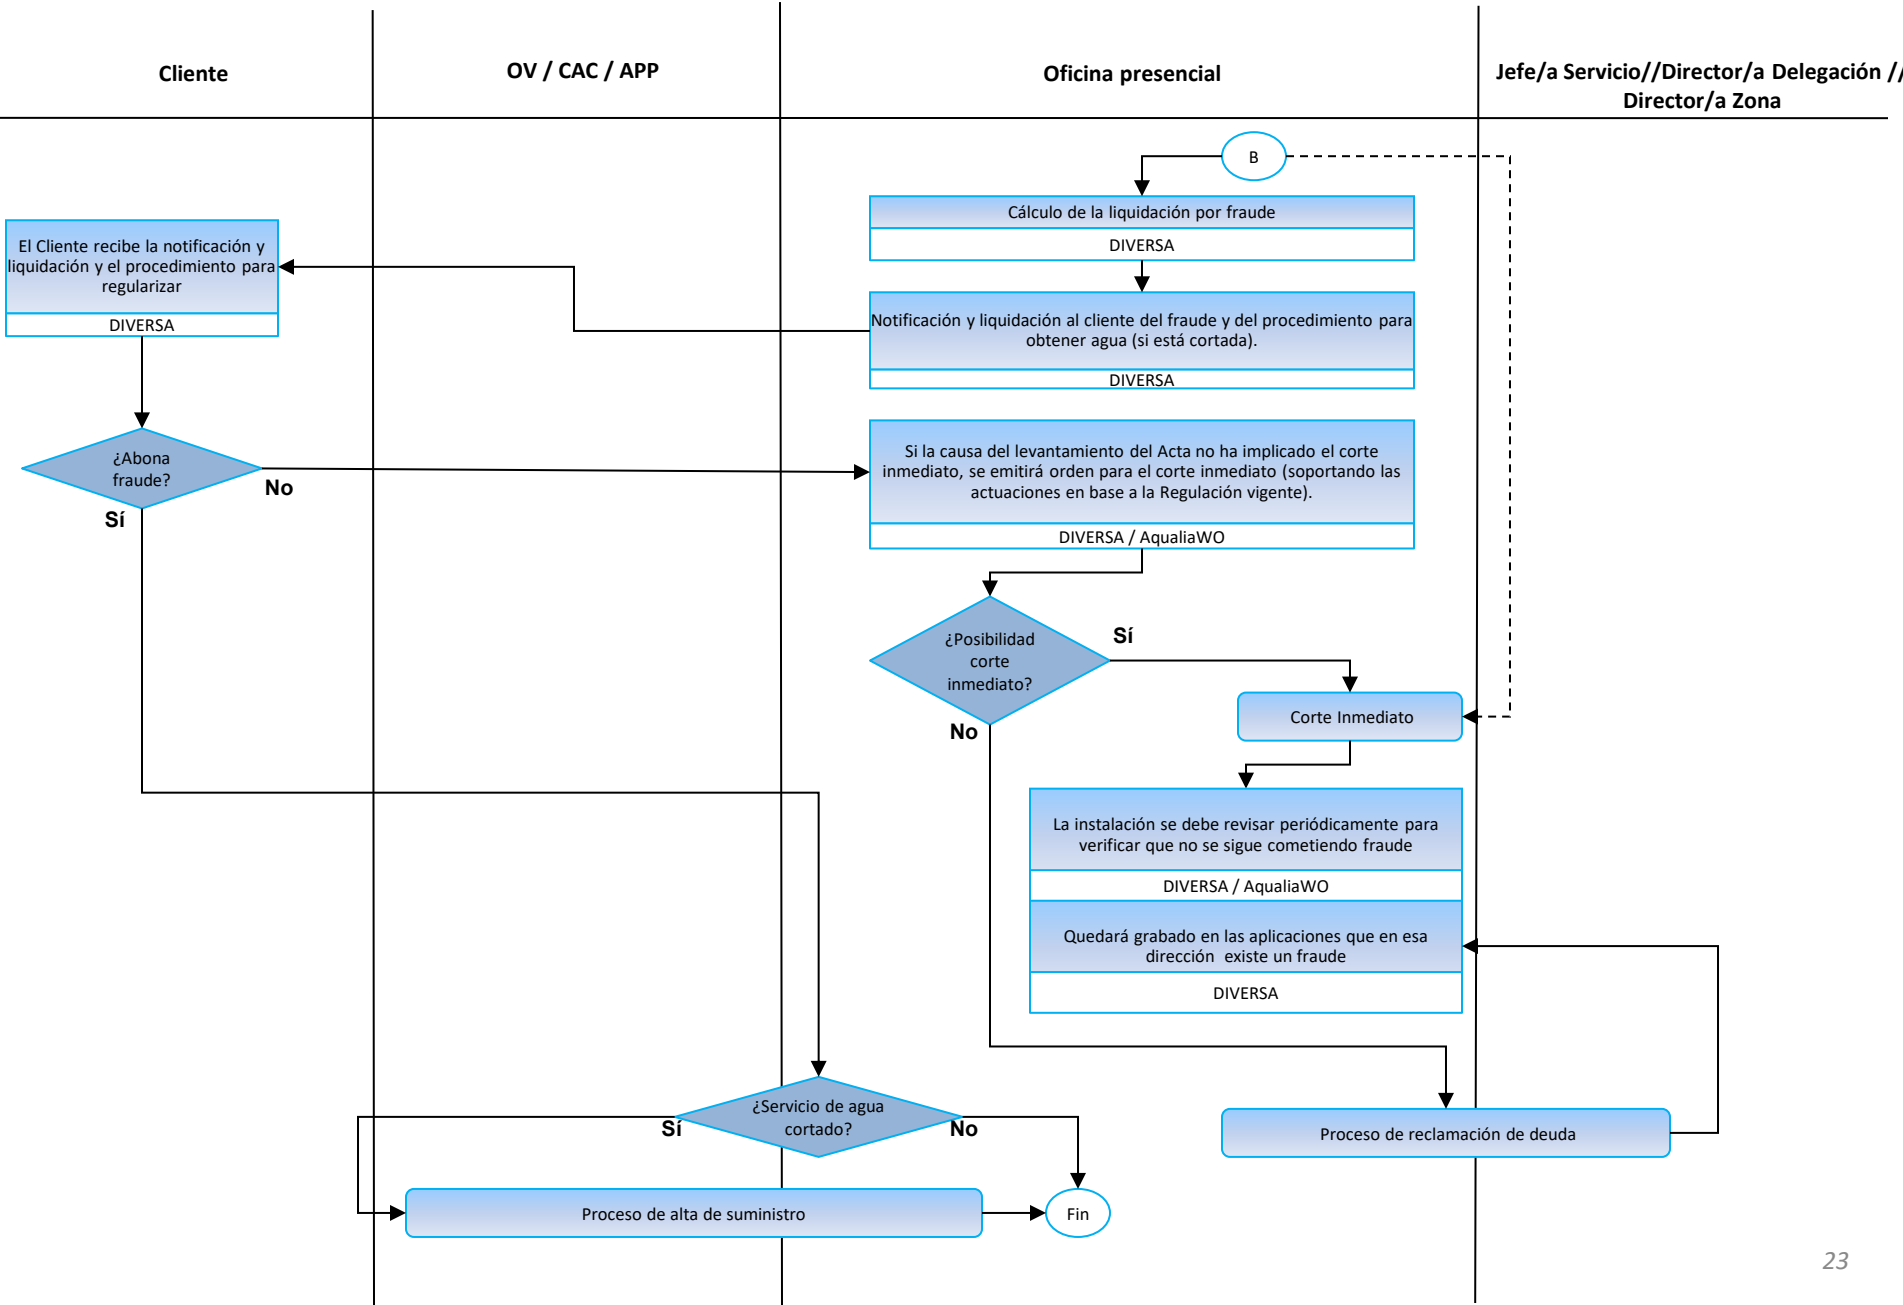 Cliente
OV / CAC / APP
Oficina presencial
Jefe/a Servicio//Director/a Delegación //
Director/a Zona
B
Cálculo de la liquidación por fraude
DIVERSA
El Cliente recibe la notificación y
liquidación y el procedimiento para
regularizar
DIVERSA
Notificación y liquidación al cliente del fraude y del procedimiento para
obtener agua (si está cortada).
DIVERSA
¿Abona
fraude?
No
Sí
Si la causa del levantamiento del Acta no ha implicado el corte
inmediato, se emitirá orden para el corte inmediato (soportando las
actuaciones en base a la Regulación vigente).
DIVERSA / AqualiaWO
¿Posibilidad
corte
inmediato?
Sí
No
Corte Inmediato
La instalación se debe revisar periódicamente para
verificar que no se sigue cometiendo fraude
DIVERSA / AqualiaWO
Quedará grabado en las aplicaciones que en esa
dirección  existe un fraude
DIVERSA
¿Servicio de agua
cortado?
Sí
No
Proceso de reclamación de deuda
Proceso de alta de suministro
Fin
23